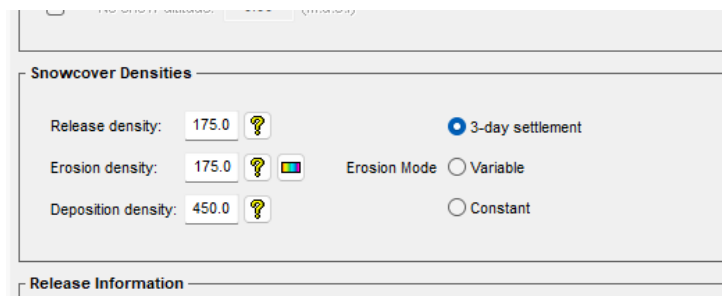 Snowcover Densities
Release density: 175.0 3-day settlement
Erosion density: 175.0 Erosion Mode Variable
Deposition density: 450.0 Constant
Release Information